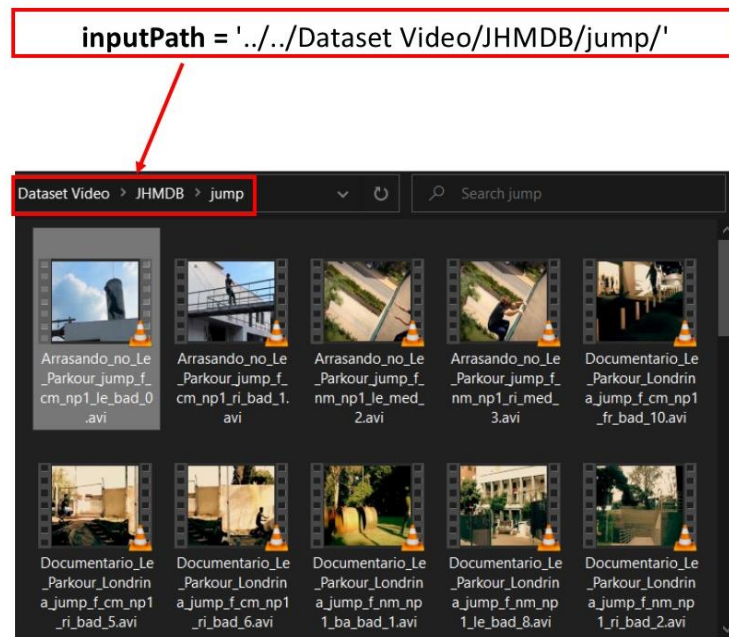 inputPath = '../../Dataset Video/JHMDB/jump/'
Dataset Video > JHMDB > jump
Search jump
Arrasando_no_Le
_Parkour_jump_f_
cm_np1_le_bad_0
.avi
Arrasando_no_Le
_Parkour_jump_f_
cm_np1_ri_bad_1.
avi
Arrasando_no_Le
_Parkour_jump_f_
nm_np1_le_med_
2.avi
Arrasando_no_Le
_Parkour_jump_f_
nm_np1_ri_med_
3.avi
Documentario_Le
_Parkour_Londrin
a_jump_f_cm_np1
_fr_bad_10.avi
Documentario_Le
_Parkour_Londrin
a_jump_f_cm_np1
_ri_bad_5.avi
Documentario_Le
_Parkour_Londrin
a_jump_f_cm_np1
_ri_bad_6.avi
Documentario_Le
_Parkour_Londrin
a_jump_f_nm_np
1_ba_bad_1.avi
Documentario_Le
_Parkour_Londrin
a_jump_f_nm_np
1_le_bad_8.avi
Documentario_Le
_Parkour_Londrin
a_jump_f_nm_np
1_ri_bad_2.avi